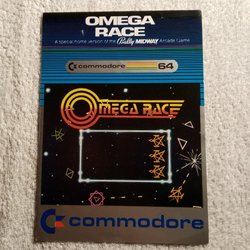 OMEGA
RACE
A special home version of the Bally MIDWAY Arcade Game
commodore 64
OMEGA RACE
commodore